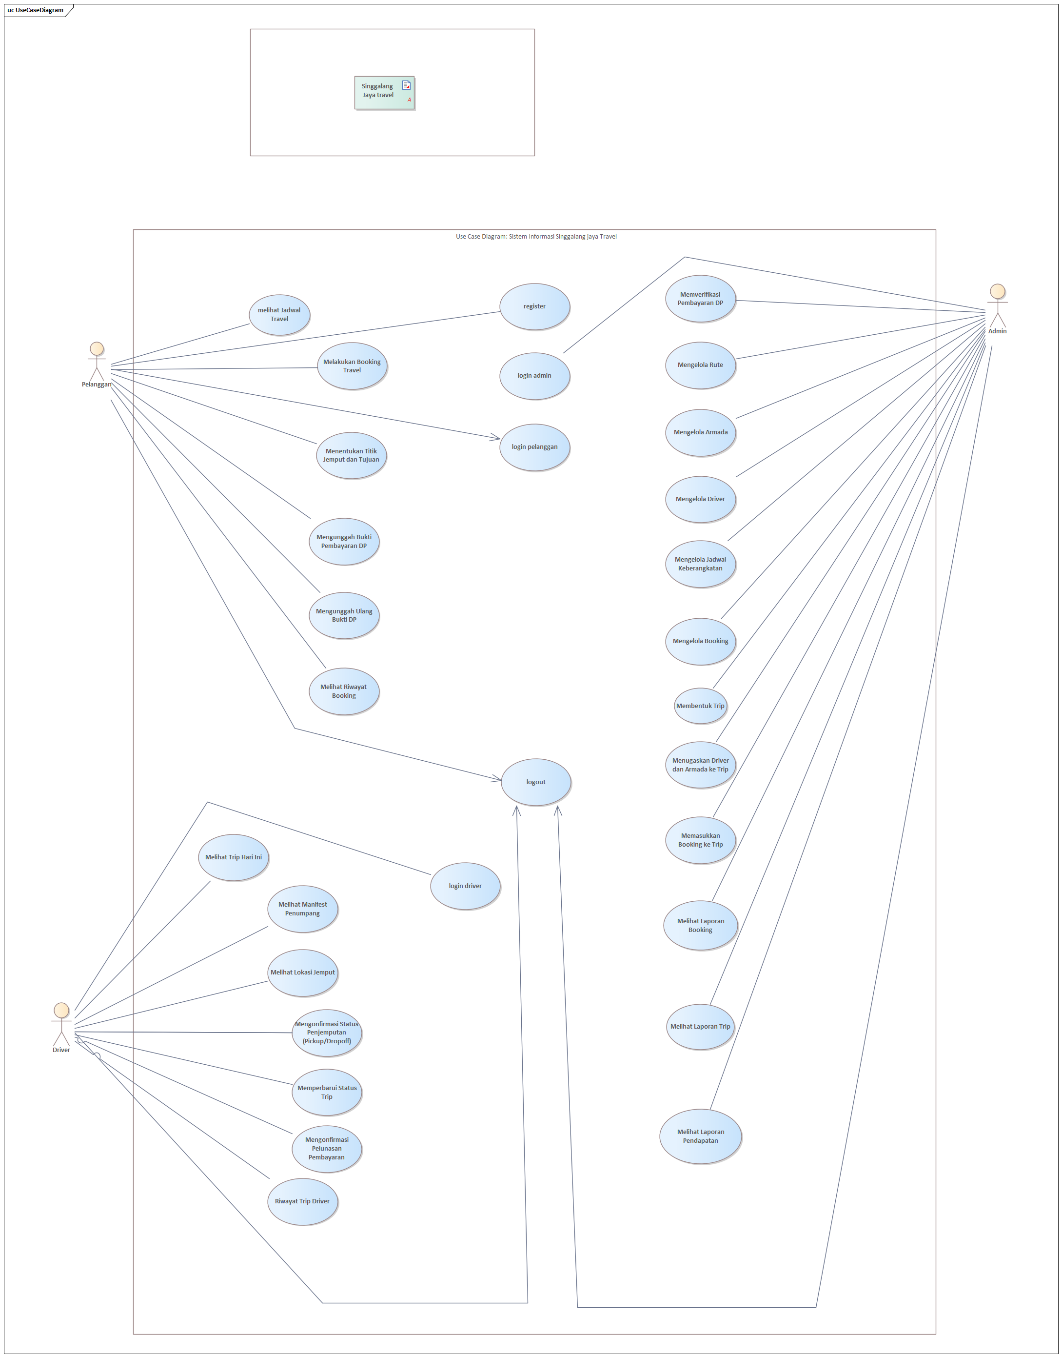 uc UseCaseDiagram
Singgalang
Jaya travel
Use Case Diagram: Sistem Informasi Singgalang Jaya Travel
melihat Jadwal
Travel
register
Memverifikasi
Pembayaran DP
Admin
Pelanggan
Melakukan Booking
Travel
login admin
Mengelola Rute
Menentukan Titik
Jemput dan Tujuan
login pelanggan
Mengelola Armada
Mengelola Driver
Mengunggah Bukti
Pembayaran DP
Mengelola Jadwal
Keberangkatan
Mengunggah Ulang
Bukti DP
Mengelola Booking
Melihat Riwayat
Booking
Membentuk Trip
logout
Menugaskan Driver
dan Armada ke Trip
Memasukkan
Booking ke Trip
Melihat Trip Hari Ini
login driver
Melihat Manifest
Penumpang
Melihat Laporan
Booking
Melihat Lokasi Jemput
Driver
Mengonfirmasi Status
Penjemputan
(Pickup/Dropoff)
Melihat Laporan Trip
Memperbarui Status
Trip
Mengonfirmasi
Pelunasan
Pembayaran
Melihat Laporan
Pendapatan
Riwayat Trip Driver